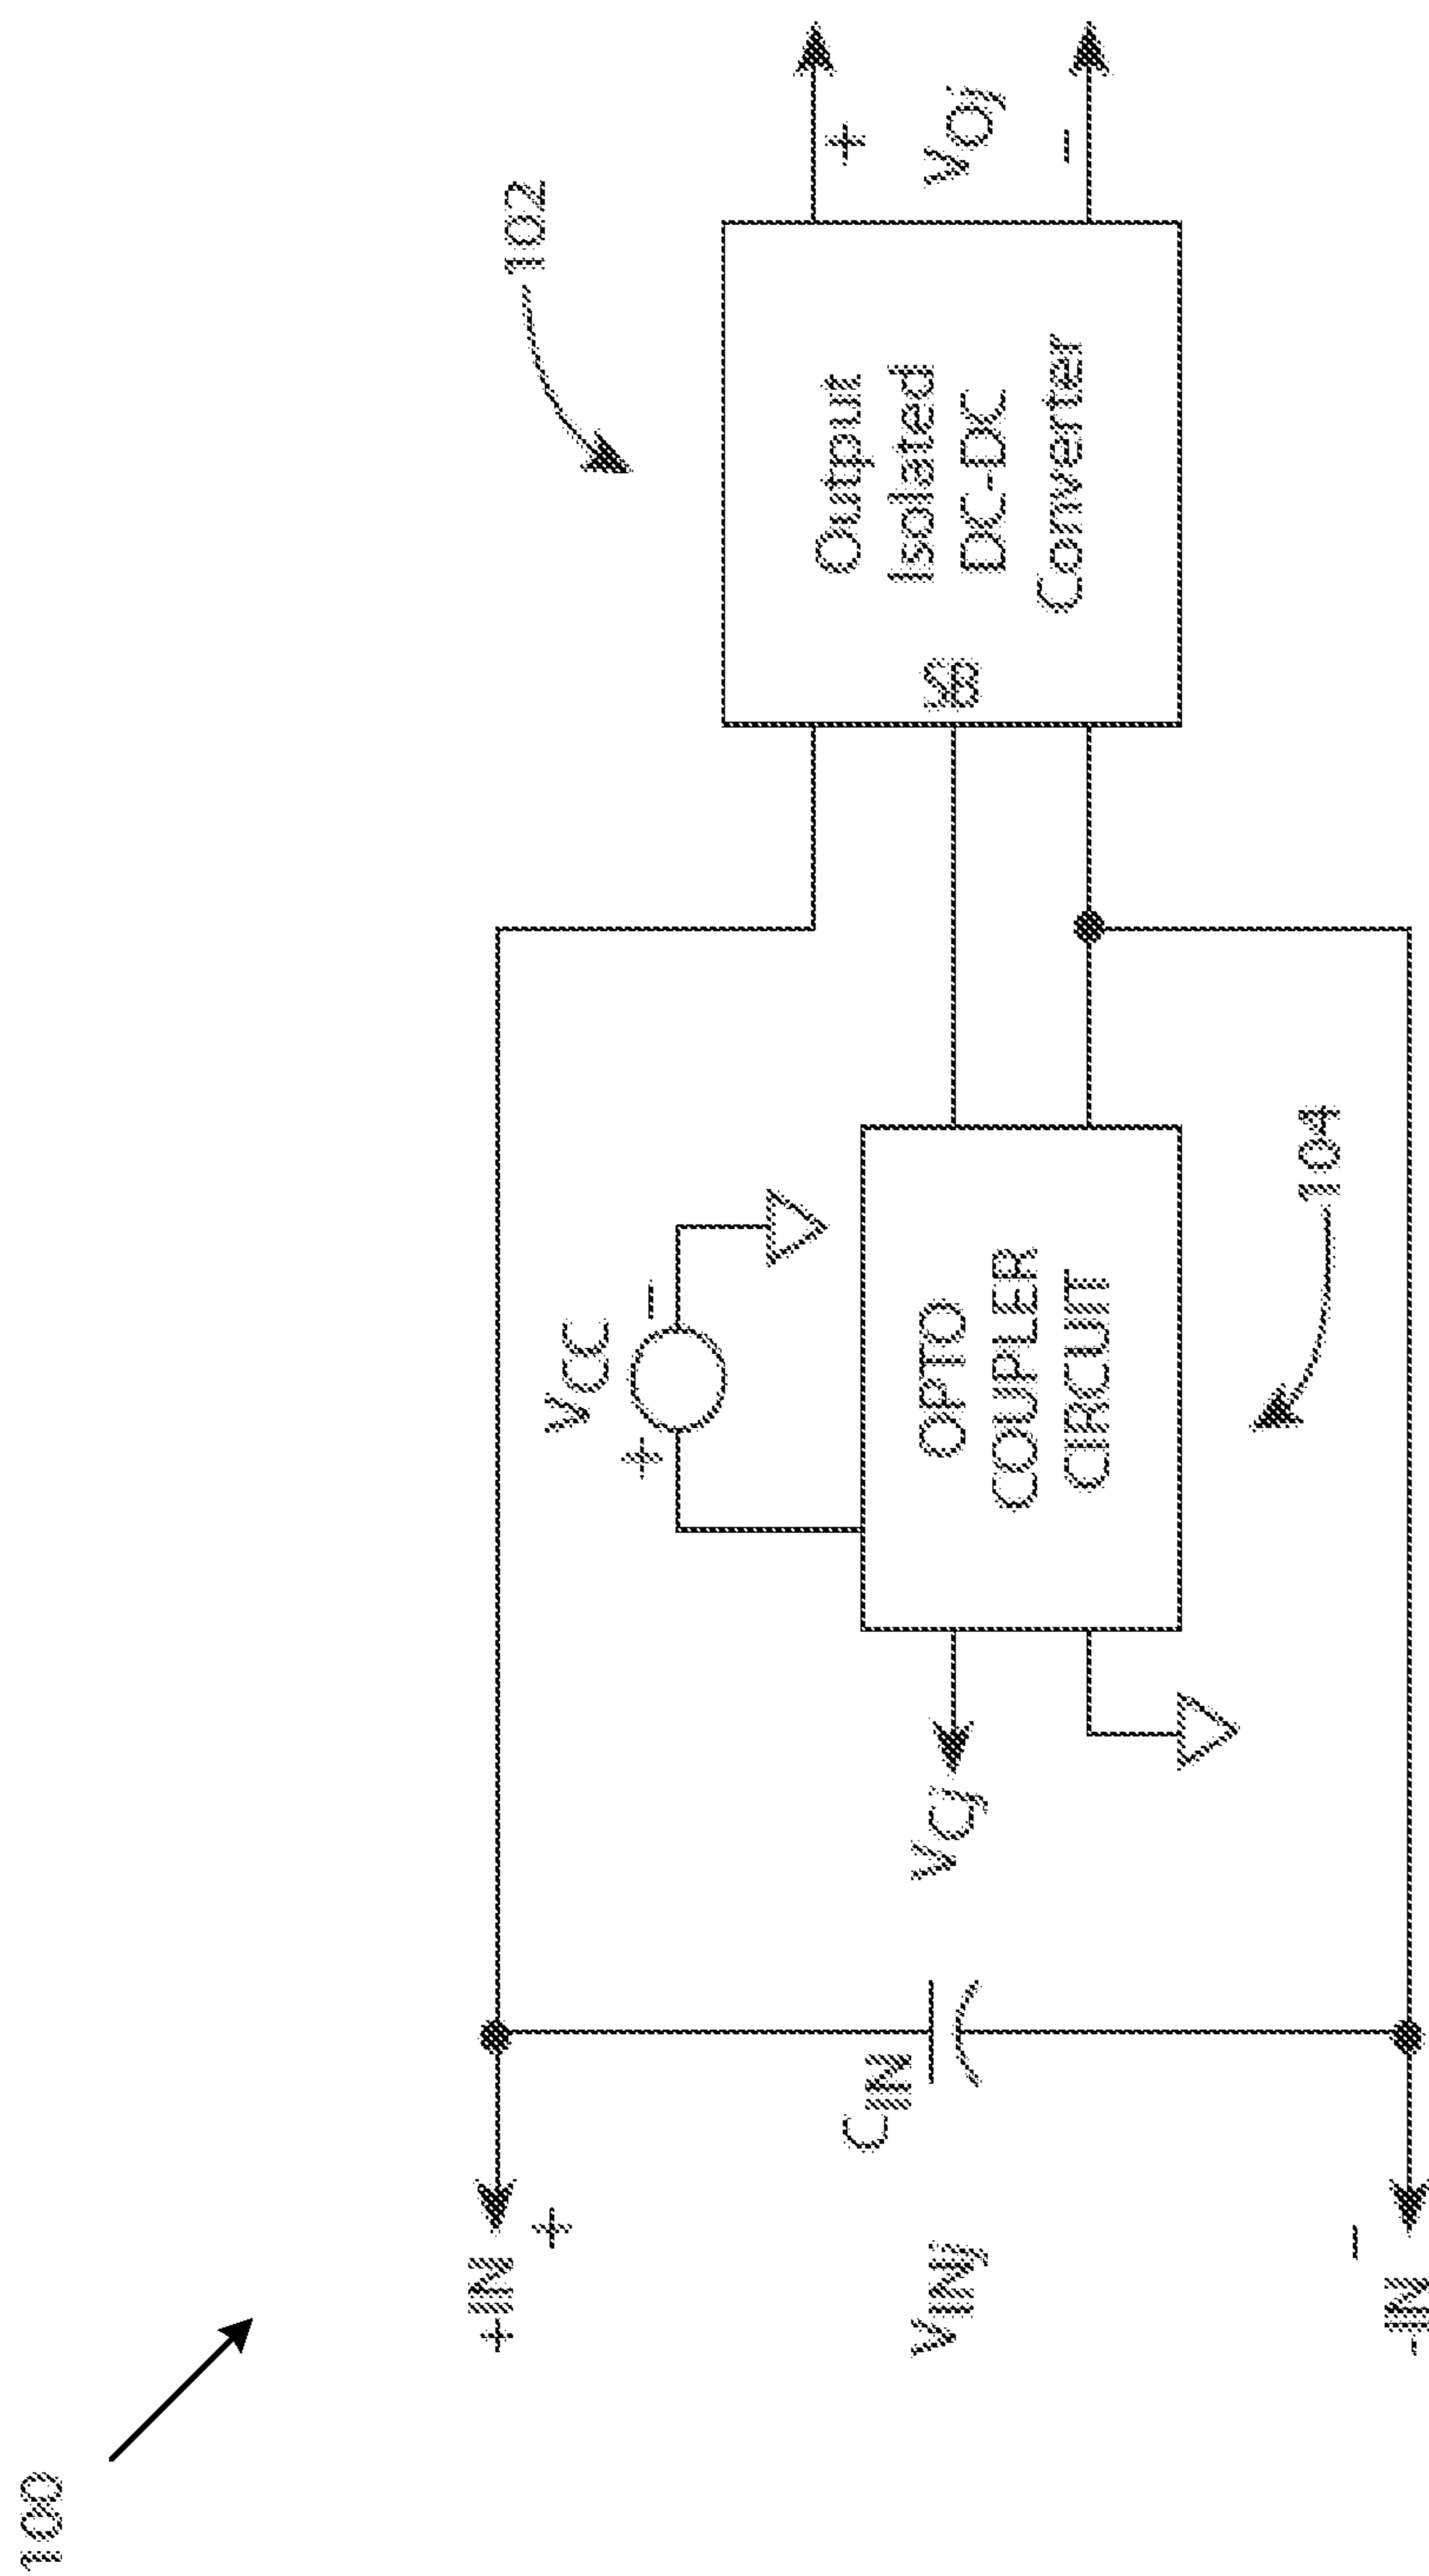 100
102
+IN
+
VINj
-
-IN
CIN
VCj
VCC
+
-
OPTO
COUPLER
CIRCUIT
104
SB
Output
Isolated
DC-DC
Converter
+
VOj
-